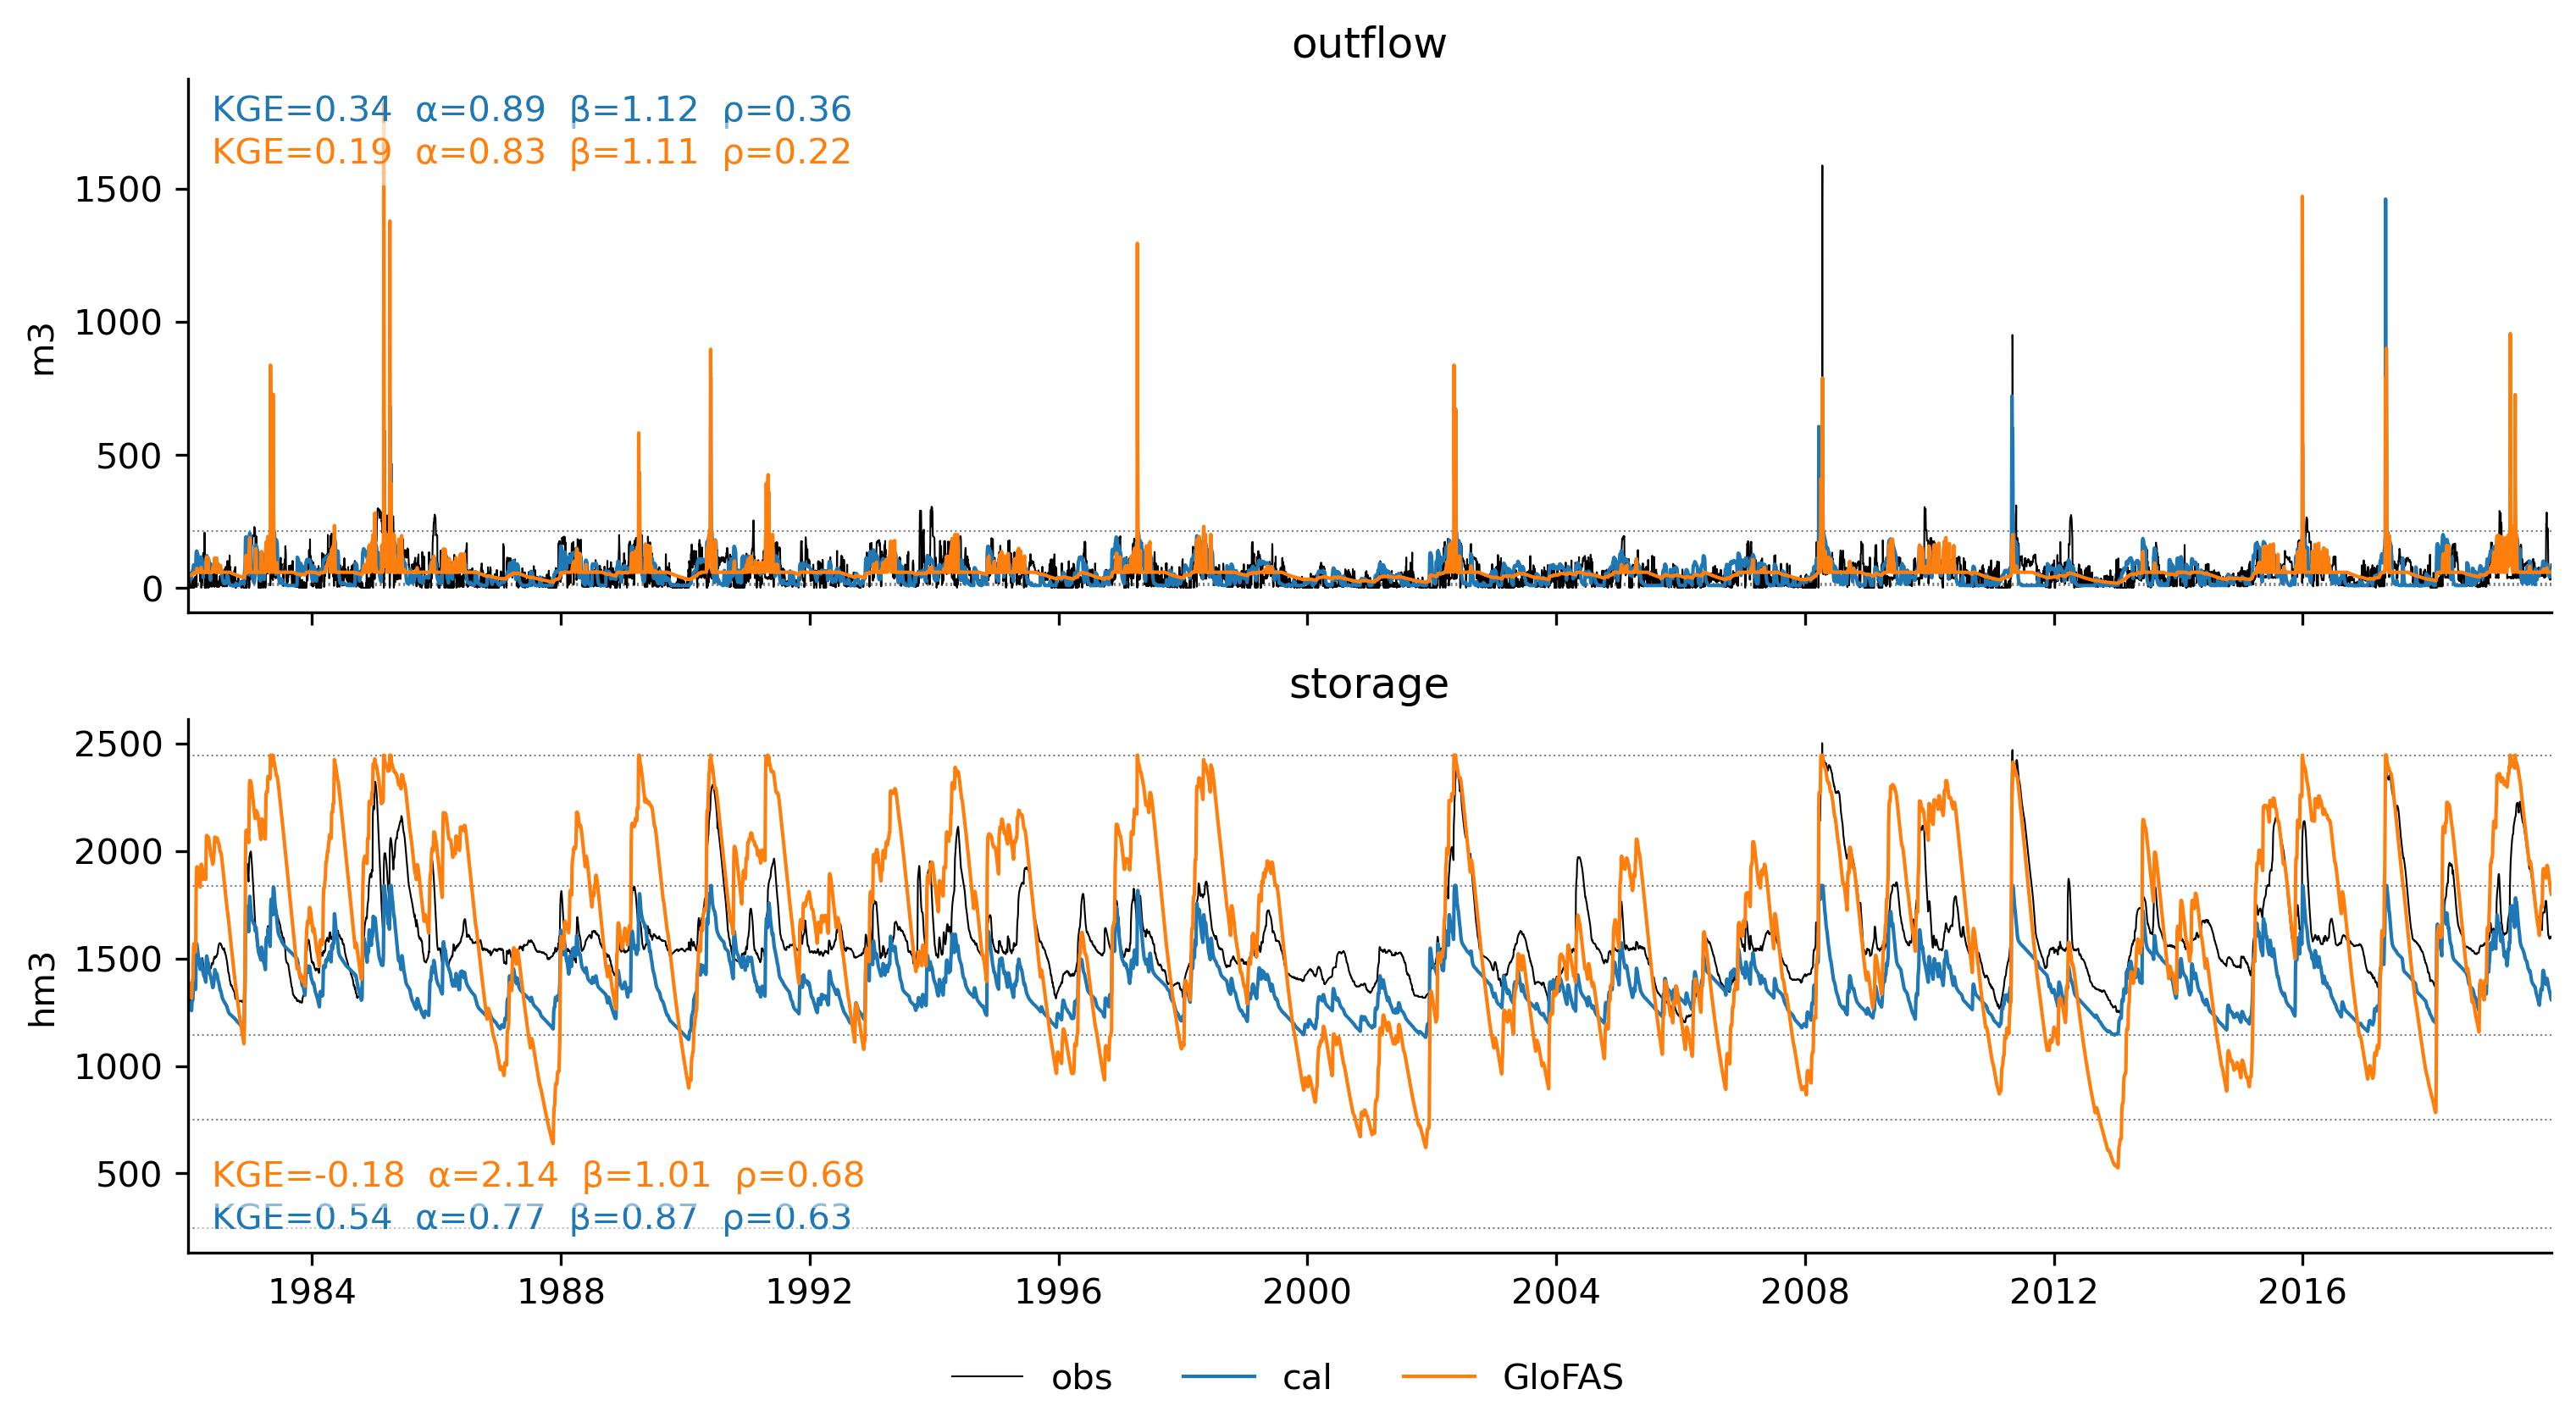 outflow
KGE=0.34 α=0.89 β=1.12 ρ=0.36
KGE=0.19 α=0.83 β=1.11 ρ=0.22
1500
1000
500
0
m3
storage
2500
2000
1500
1000
500
hm3
KGE=-0.18 α=2.14 β=1.01 ρ=0.68
KGE=0.54 α=0.77 β=0.87 ρ=0.63
1984 1988 1992 1996 2000 2004 2008 2012 2016
obs cal GloFAS